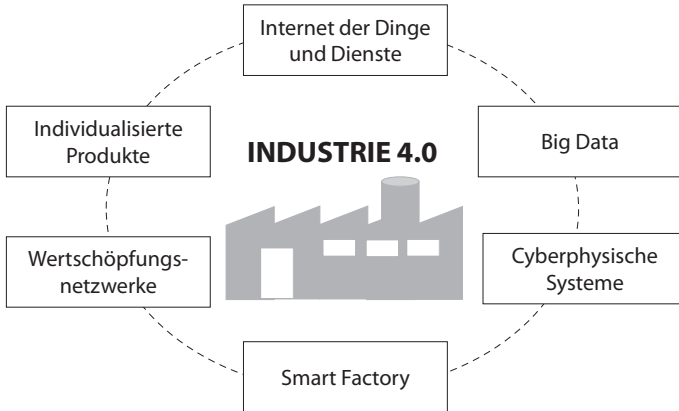 Internet der Dinge
und Dienste
Individualisierte
Produkte
INDUSTRIE 4.0
Big Data
Wertschöpfungs-
netzwerke
Cyberphysische
Systeme
Smart Factory